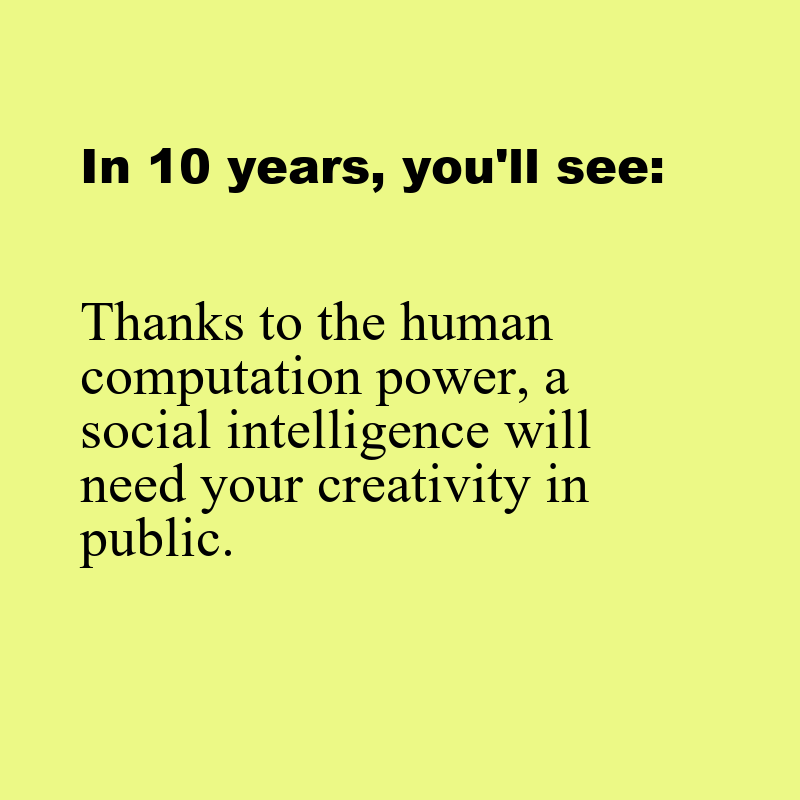 In 10 years, you'll see:
Thanks to the human
computation power, a
social intelligence will
need your creativity in
public.